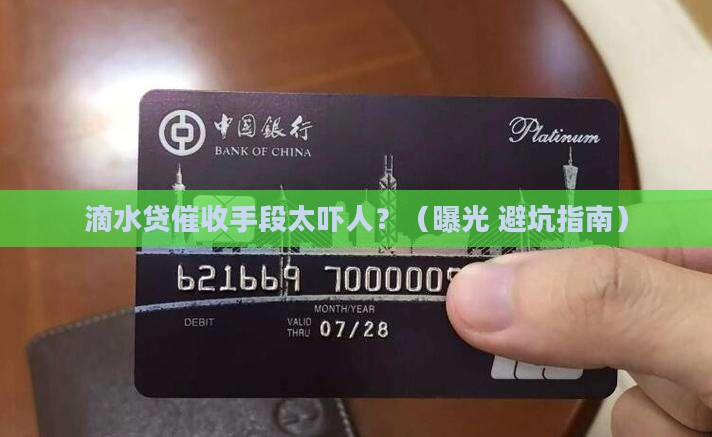 中国银行
BANK OF CHINA
Platinum
滴水贷催收手段太吓人？（曝光 避坑指南）
621669 700000
MONTH/YEAR
DEBIT
VALID THRU 07/28